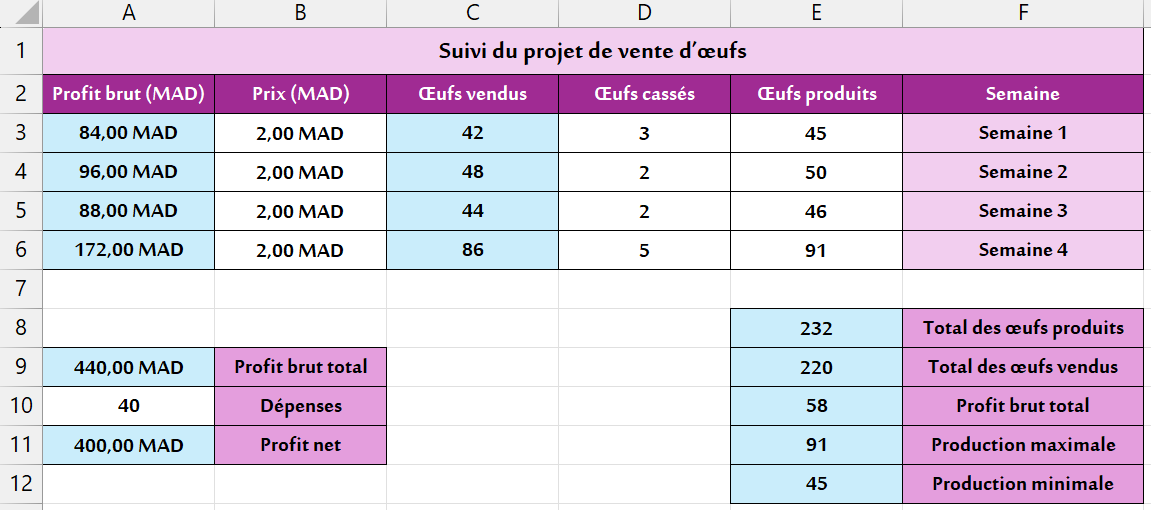 A B C D E F
1 Suivi du projet de vente d’œufs
2 Profit brut (MAD) Prix (MAD) Œufs vendus Œufs cassés Œufs produits Semaine
3 84,00 MAD 2,00 MAD 42 3 45 Semaine 1
4 96,00 MAD 2,00 MAD 48 2 50 Semaine 2
5 88,00 MAD 2,00 MAD 44 2 46 Semaine 3
6 172,00 MAD 2,00 MAD 86 5 91 Semaine 4
7
8 232 Total des œufs produits
9 440,00 MAD Profit brut total 220 Total des œufs vendus
10 40 Dépenses 58 Profit brut total
11 400,00 MAD Profit net 91 Production maximale
12 45 Production minimale